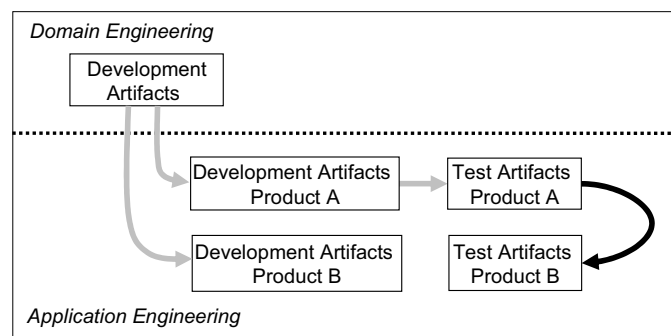 Domain Engineering
Development
Artifacts
Development Artifacts
Product A
Test Artifacts
Product A
Development Artifacts
Product B
Test Artifacts
Product B
Application Engineering